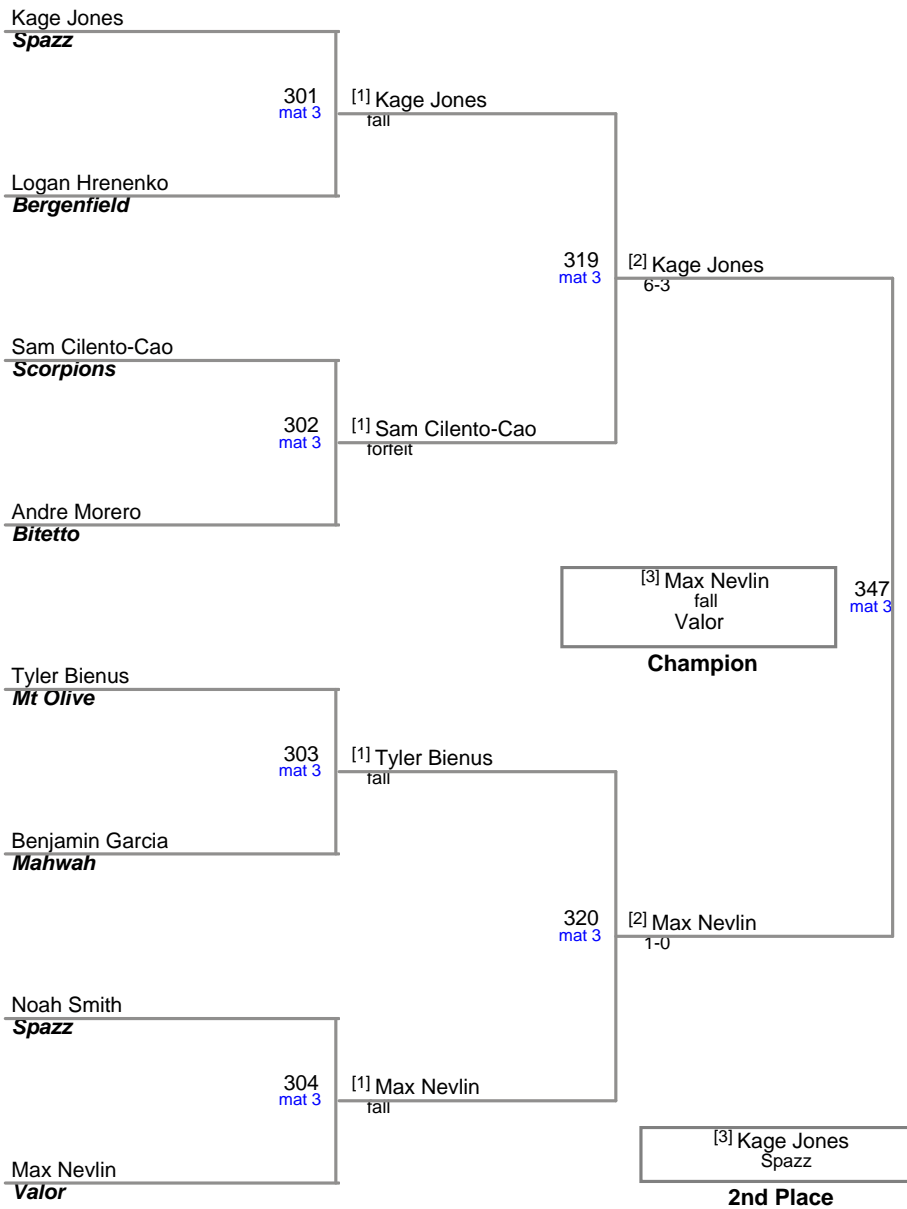 Kage Jones
Spazz
301
mat 3
[1] Kage Jones
fall
Logan Hrenenko
Bergenfield
319
mat 3
[2] Kage Jones
6-3
Sam Cilento-Cao
Scorpions
302
mat 3
[1] Sam Cilento-Cao
forfeit
Andre Morero
Bitetto
[3] Max Nevlin
fall
Valor
Champion
347
mat 3
Tyler Bienus
Mt Olive
303
mat 3
[1] Tyler Bienus
fall
Benjamin Garcia
Mahwah
320
mat 3
[2] Max Nevlin
1-0
Noah Smith
Spazz
304
mat 3
[1] Max Nevlin
fall
Max Nevlin
Valor
[3] Kage Jones
Spazz
2nd Place